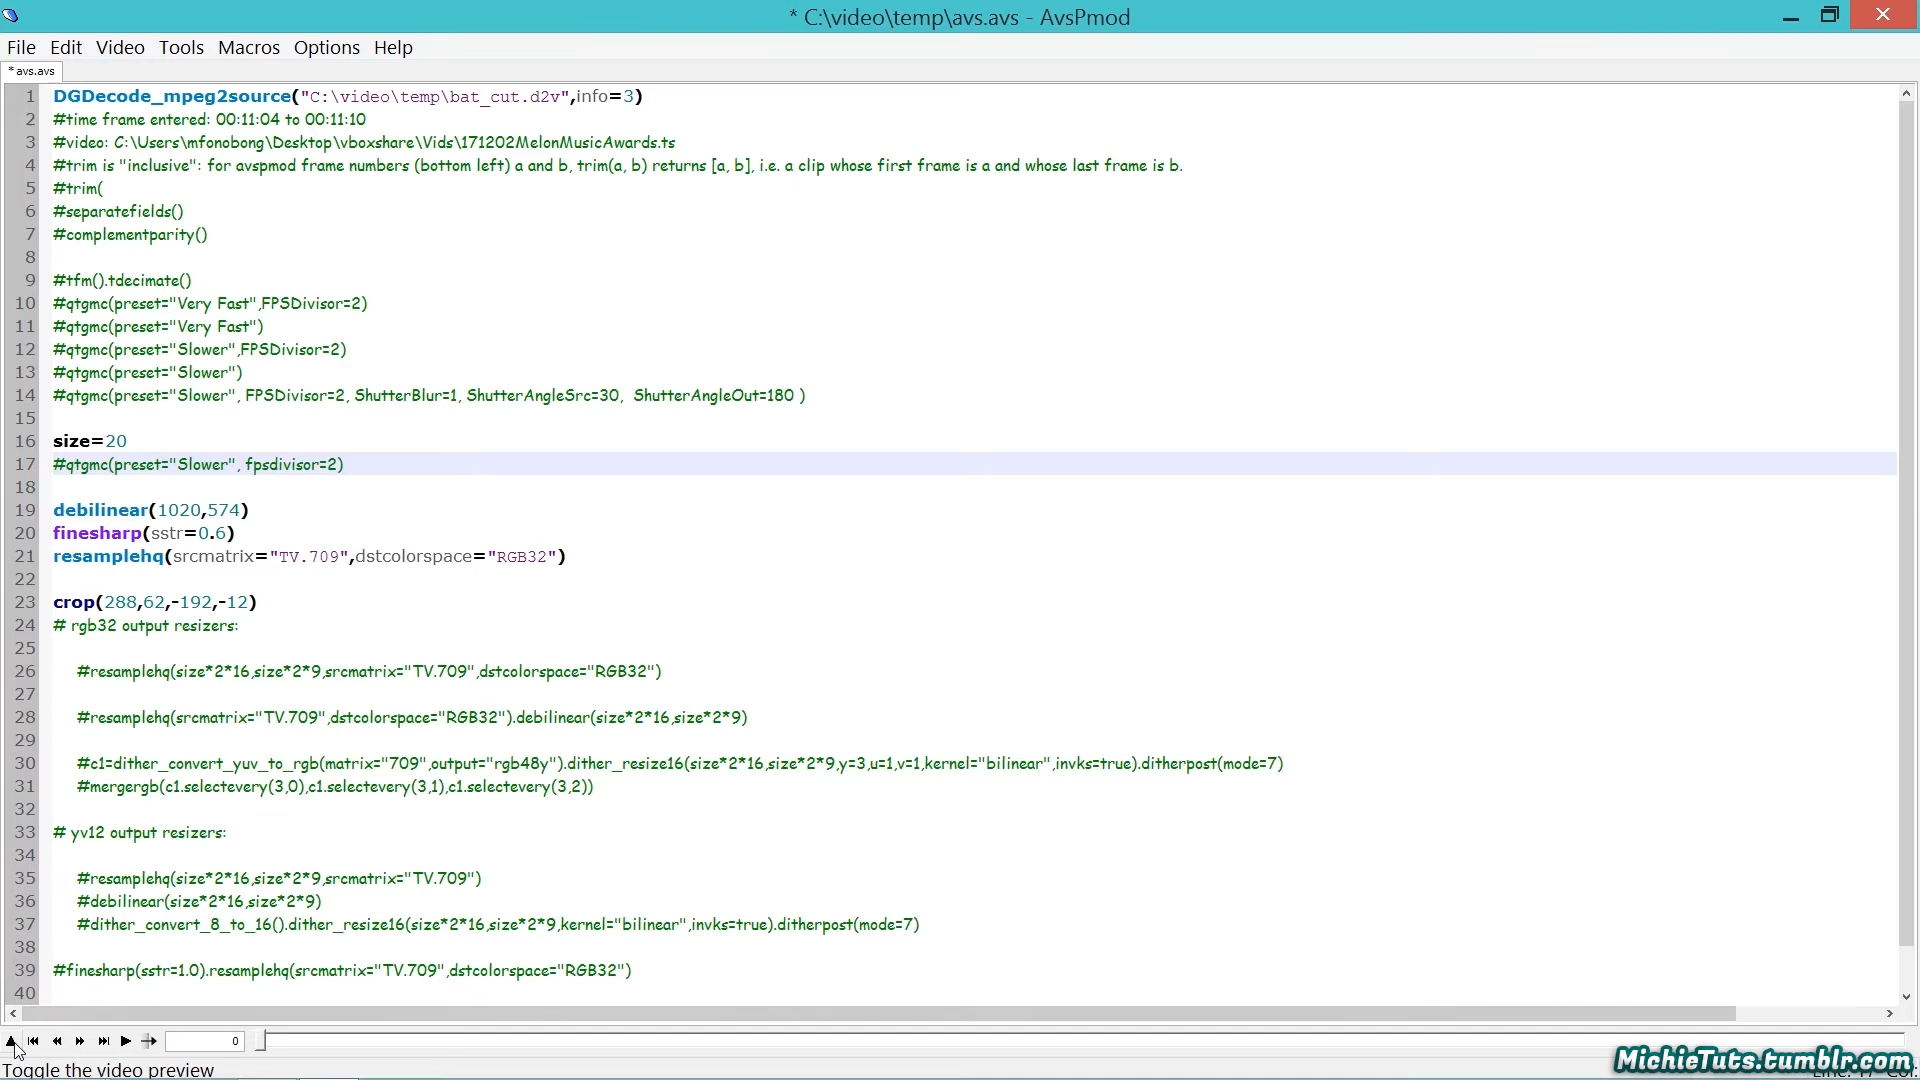 * C:\video\temp\avs.avs - AvsPmod
File Edit Video Tools Macros Options Help
* avs.avs
1 DGDecode_mpeg2source("C:\video\temp\bat_cut.d2v",info=3)
2 #time frame entered: 00:11:04 to 00:11:10
3 #video: C:\Users\mfonobong\Desktop\vboxshare\Vids\171202MelonMusicAwards.ts
4 #trim is "inclusive": for avspmod frame numbers (bottom left) a and b, trim(a, b) returns [a, b], i.e. a clip whose first frame is a and whose last frame is b.
5 #trim(
6 #separatefields()
7 #complementparity()
8
9 #tfm().tdecimate()
10 #qtgmc(preset="Very Fast",FPSDivisor=2)
11 #qtgmc(preset="Very Fast")
12 #qtgmc(preset="Slower",FPSDivisor=2)
13 #qtgmc(preset="Slower")
14 #qtgmc(preset="Slower", FPSDivisor=2, ShutterBlur=1, ShutterAngleSrc=30,  ShutterAngleOut=180 )
15
16 size=20
17 #qtgmc(preset="Slower", fpsdivisor=2)
18
19 debilinear(1020,574)
20 finesharp(sstr=0.6)
21 resamplehq(srcmatrix="TV.709",dstcolorspace="RGB32")
22
23 crop(288,62,-192,-12)
24 # rgb32 output resizers:
25
26 #resamplehq(size*2*16,size*2*9,srcmatrix="TV.709",dstcolorspace="RGB32")
27
28 #resamplehq(srcmatrix="TV.709",dstcolorspace="RGB32").debilinear(size*2*16,size*2*9)
29
30 #c1=dither_convert_yuv_to_rgb(matrix="709",output="rgb48y").dither_resize16(size*2*16,size*2*9,y=3,u=1,v=1,kernel="bilinear",invks=true).ditherpost(mode=7)
31 #mergergb(c1.selectevery(3,0),c1.selectevery(3,1),c1.selectevery(3,2))
32
33 # yv12 output resizers:
34
35 #resamplehq(size*2*16,size*2*9,srcmatrix="TV.709")
36 #debilinear(size*2*16,size*2*9)
37 #dither_convert_8_to_16().dither_resize16(size*2*16,size*2*9,kernel="bilinear",invks=true).ditherpost(mode=7)
38
39 #finesharp(sstr=1.0).resamplehq(srcmatrix="TV.709",dstcolorspace="RGB32")
40
0
MichieTuts.tumblr.com
Toggle the video preview